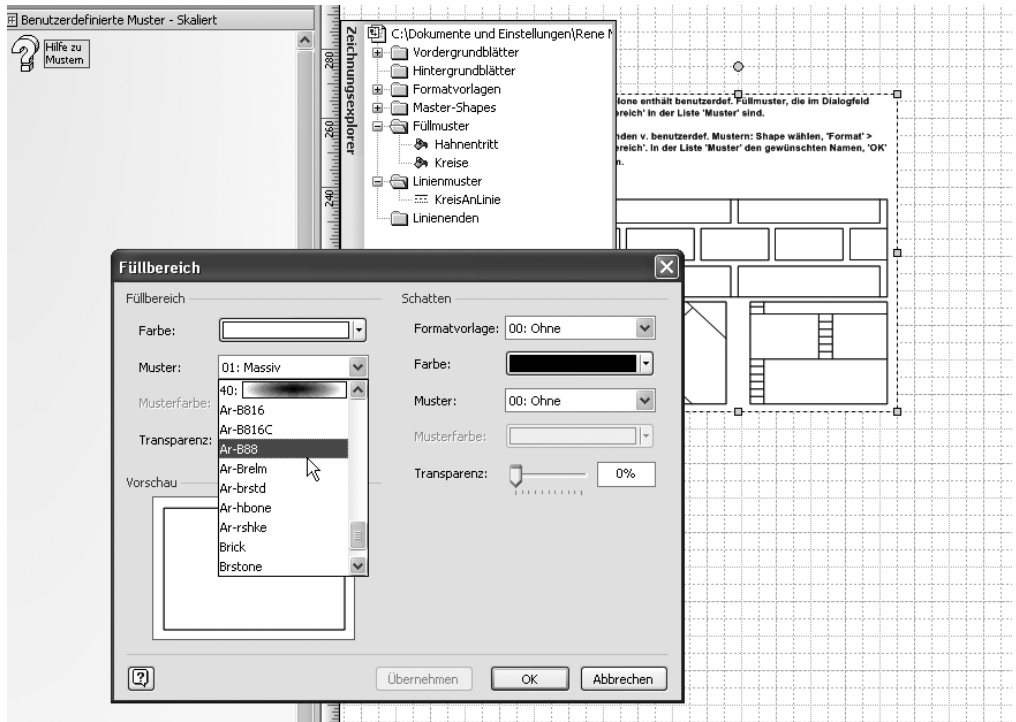 Benutzerdefinierte Muster - Skaliert
Hilfe zu
Mustern
280
260
240
Zeichnungsexplorer
C:\Dokumente und Einstellungen\Rene
Vordergrundblätter
Hintergrundblätter
Formatvorlagen
Master-Shapes
Füllmuster
Hahnentritt
Kreise
Linienmuster
KreisAnLinie
Linienenden
enthält benutzerdef. Füllmuster, die im Dialogfeld
in der Liste 'Muster' sind.
v. benutzerdef. Mustern: Shape wählen, 'Format' >
In der Liste 'Muster' den gewünschten Namen, 'OK'
Füllbereich
Füllbereich
Farbe:
Muster:
01: Massiv
40:
Ar-B816
Ar-B816C
Ar-B88
Ar-Brelm
Ar-brstd
Ar-hbone
Ar-rshke
Brick
Brstone
Musterfarbe:
Transparenz:
Vorschau
Schatten
Formatvorlage:
00: Ohne
Farbe:
Muster:
00: Ohne
Musterfarbe:
Transparenz:
0%
Übernehmen
OK
Abbrechen